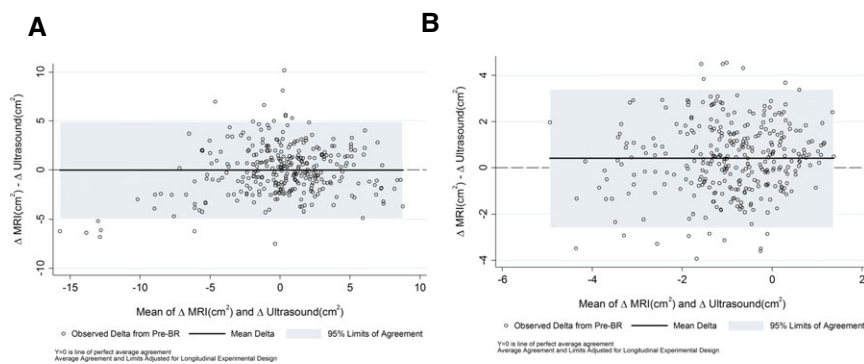 A
B
Δ MRI(cm²) - Δ Ultrasound(cm²)
10
5
0
-5
-10
-15
-10
-5
0
5
10
Mean of Δ MRI(cm²) and Δ Ultrasound(cm²)
Observed Delta from Pre-BR
Mean Delta
95% Limits of Agreement
Y=0 is line of perfect average agreement
Average Agreement and Limits Adjusted for Longitudinal Experimental Design
Δ MRI(cm²) - Δ Ultrasound(cm²)
4
2
0
-2
-4
-6
-4
-2
0
2
Mean of Δ MRI(cm²) and Δ Ultrasound(cm²)
Observed Delta from Pre-BR
Mean Delta
95% Limits of Agreement
Y=0 is line of perfect average agreement
Average Agreement and Limits Adjusted for Longitudinal Experimental Design